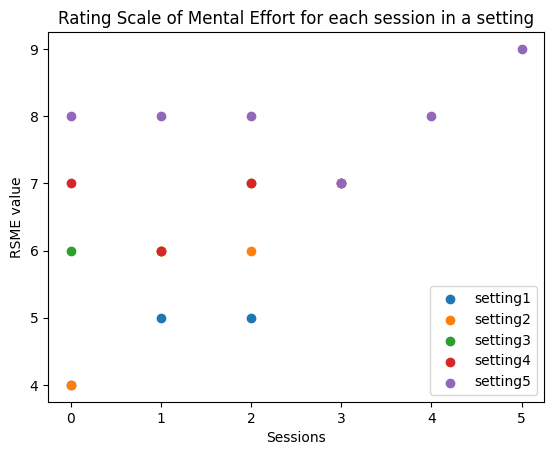 Rating Scale of Mental Effort for each session in a setting
9
8
7
6
5
4
RSME value
0 1 2 3 4 5
Sessions
setting1
setting2
setting3
setting4
setting5